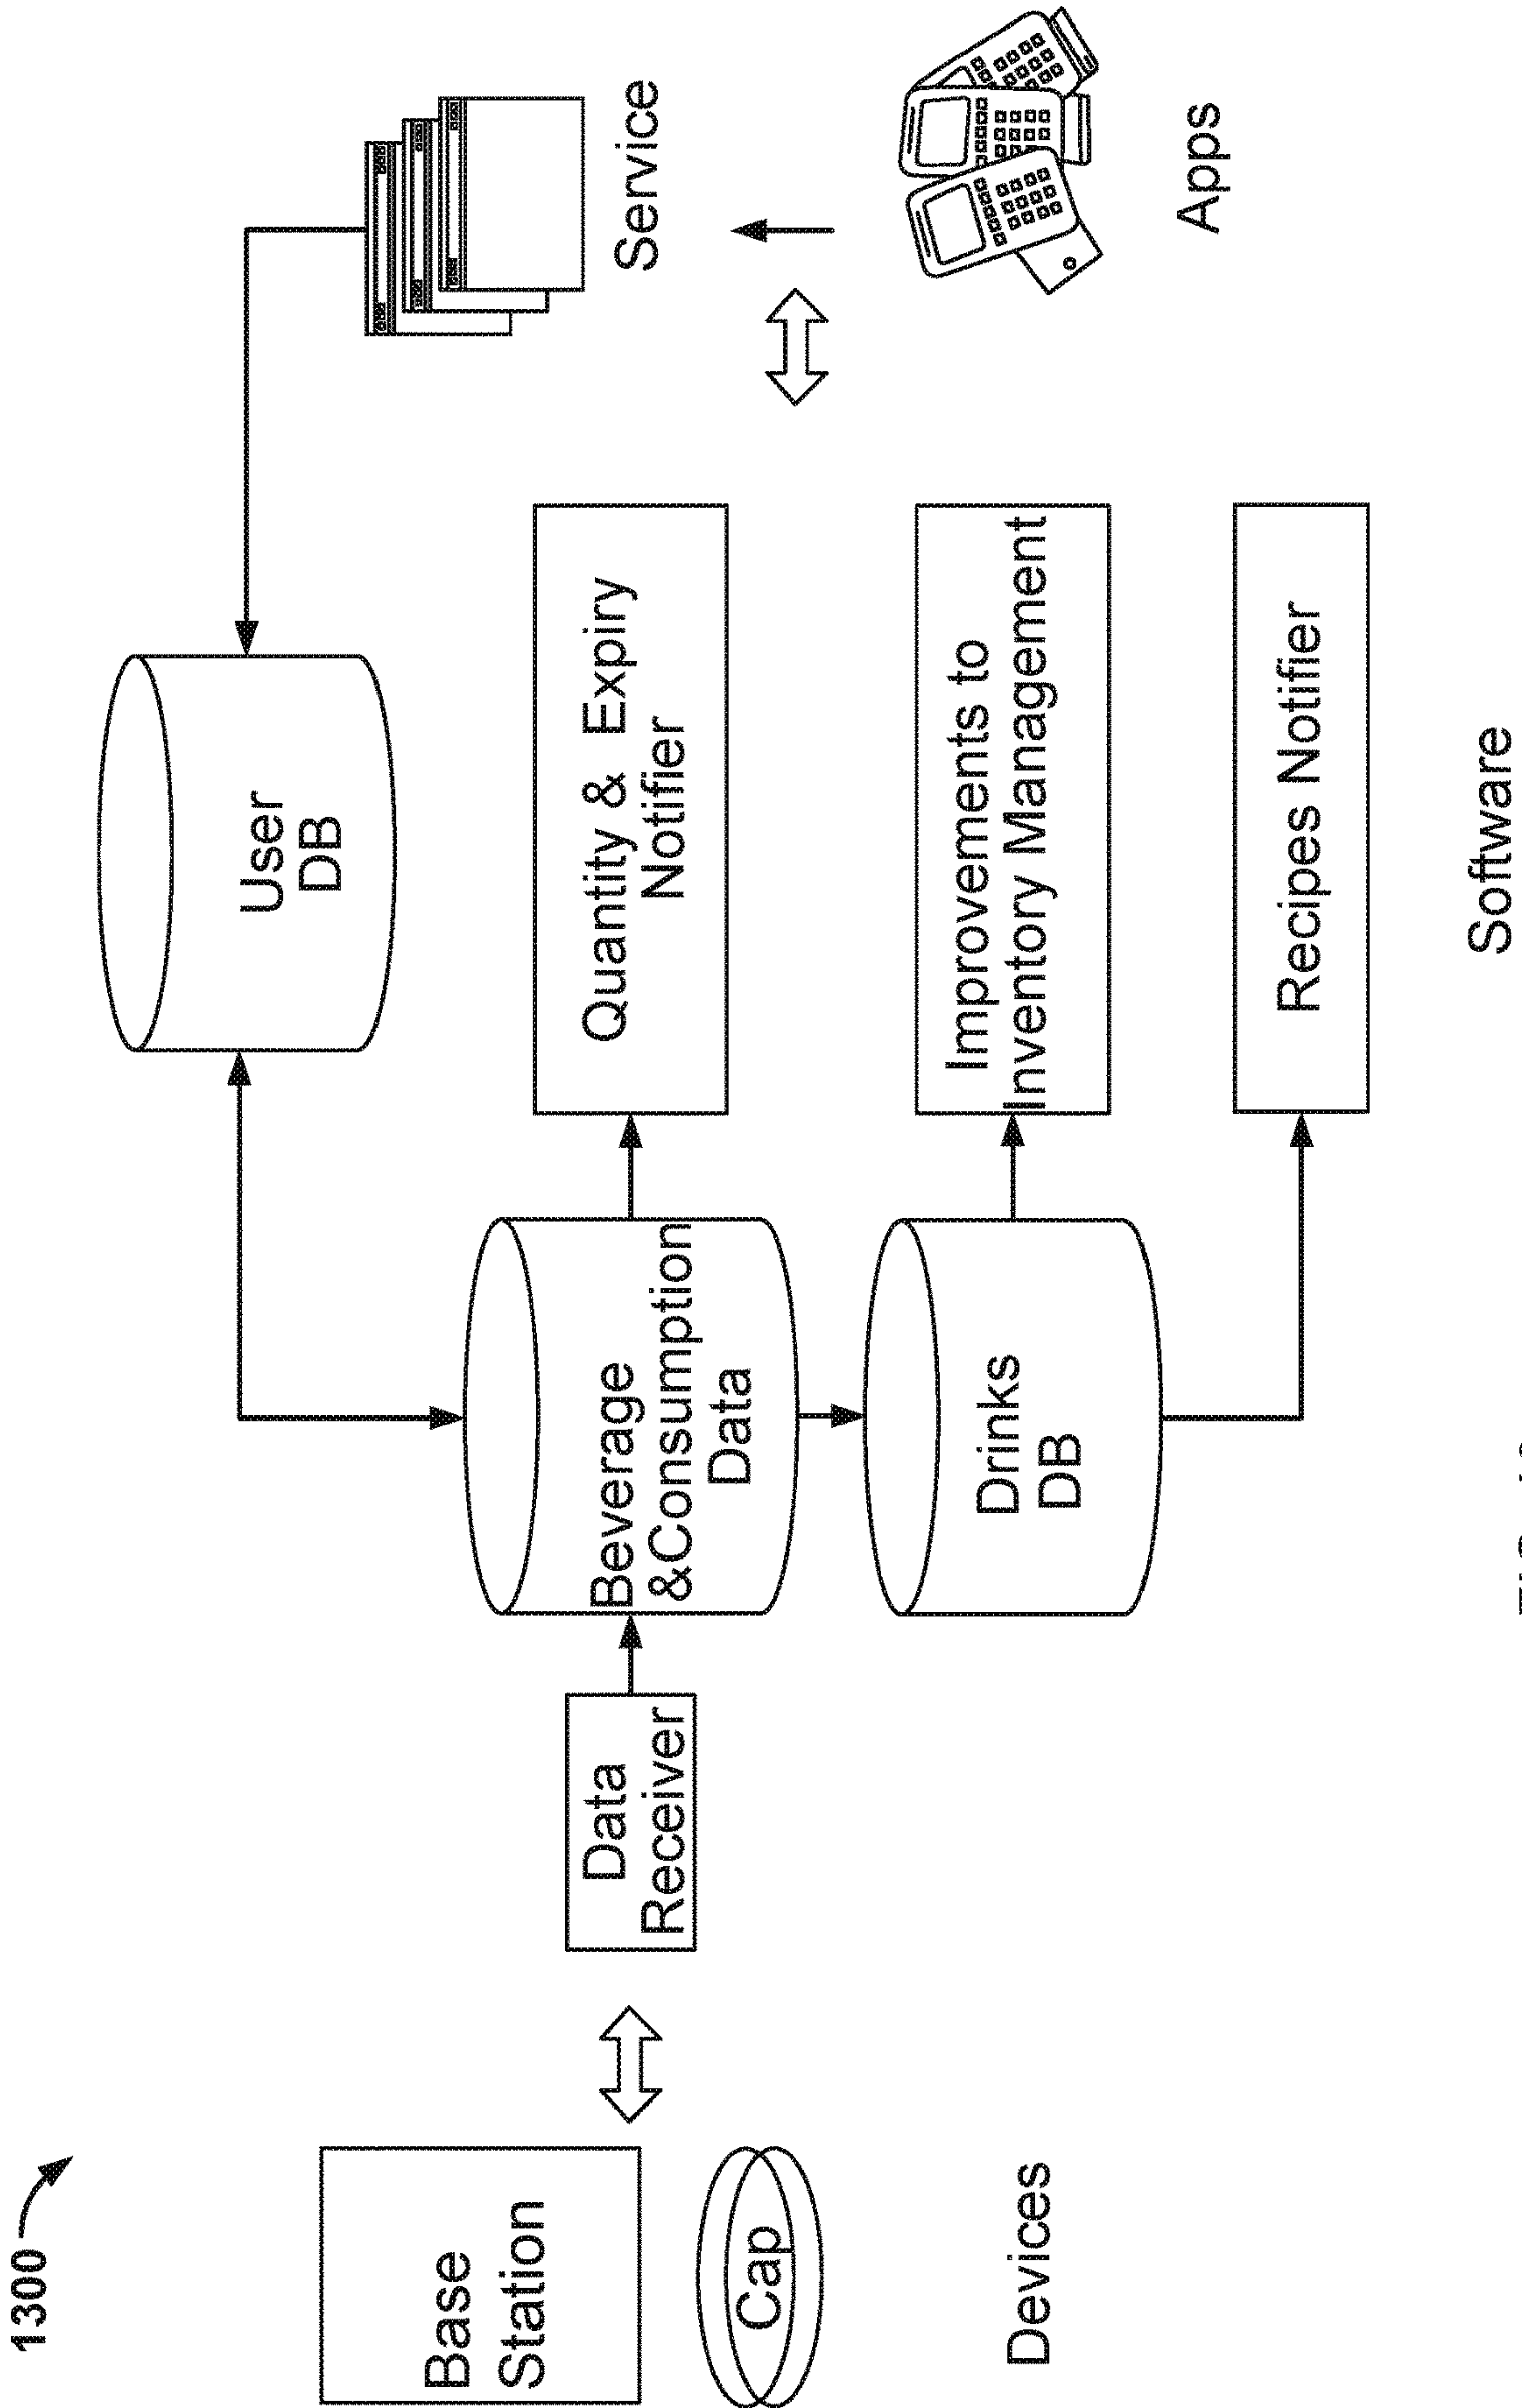 1300
Base
Station
Cap
Devices
Data
Receiver
Beverage
&Consumption
Data
Drinks
DB
User
DB
Quantity & Expiry
Notifier
Improvements to
Inventory Management
Recipes Notifier
Software
Service
Apps